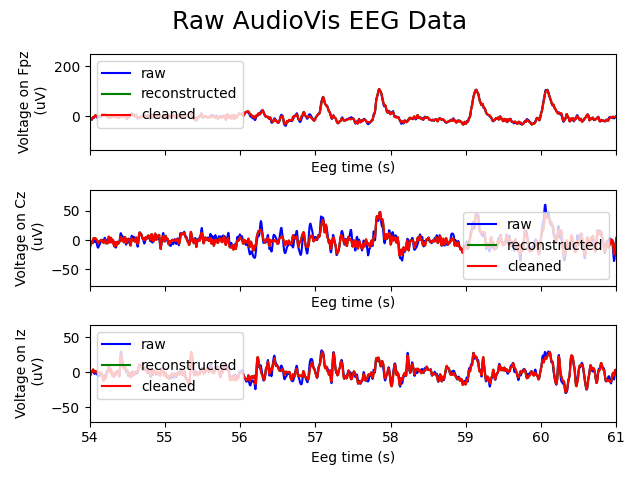 Raw AudioVis EEG Data
Voltage on Fpz
(uV)
200
0
raw
reconstructed
cleaned
Eeg time (s)
Voltage on Cz
(uV)
50
0
−50
raw
reconstructed
cleaned
Eeg time (s)
Voltage on Iz
(uV)
50
0
−50
raw
reconstructed
cleaned
54 55 56 57 58 59 60 61
Eeg time (s)